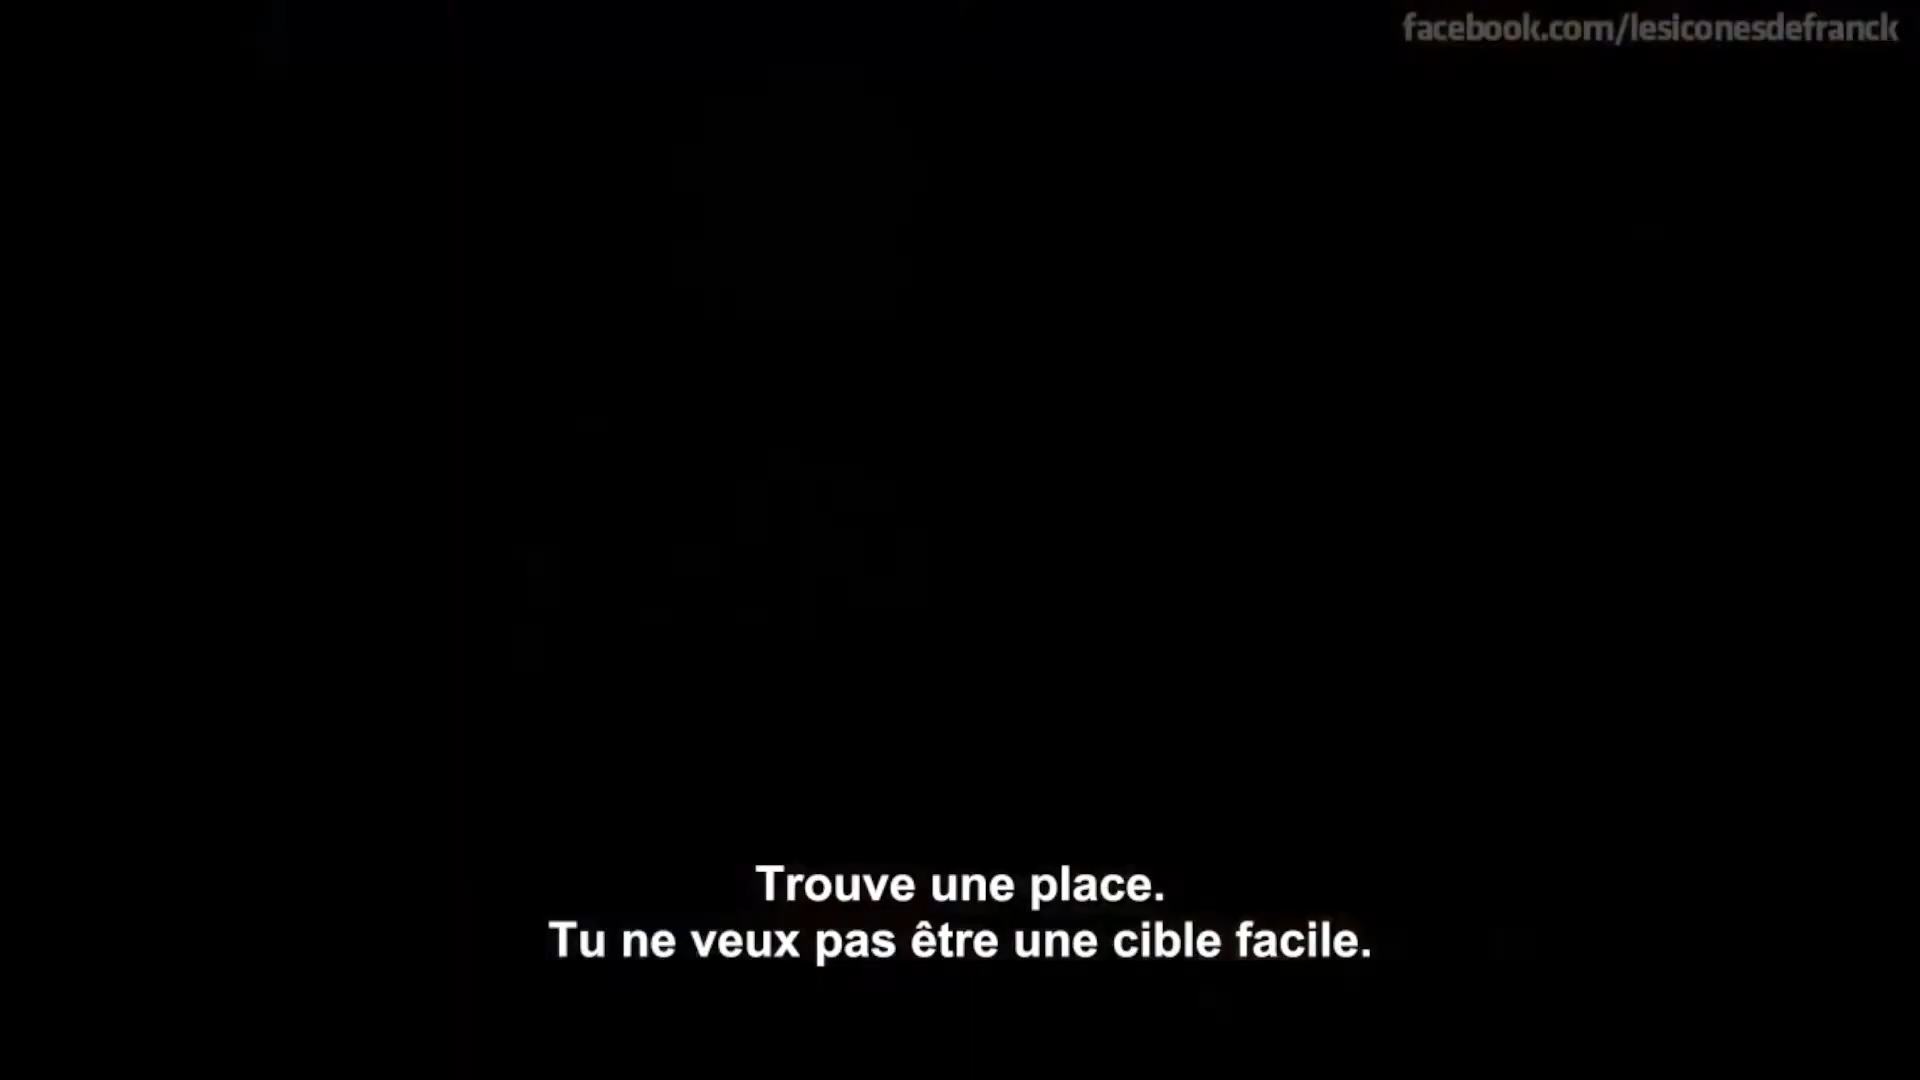 facebook.com/lesiconesdefranck
Trouve une place.
Tu ne veux pas être une cible facile.